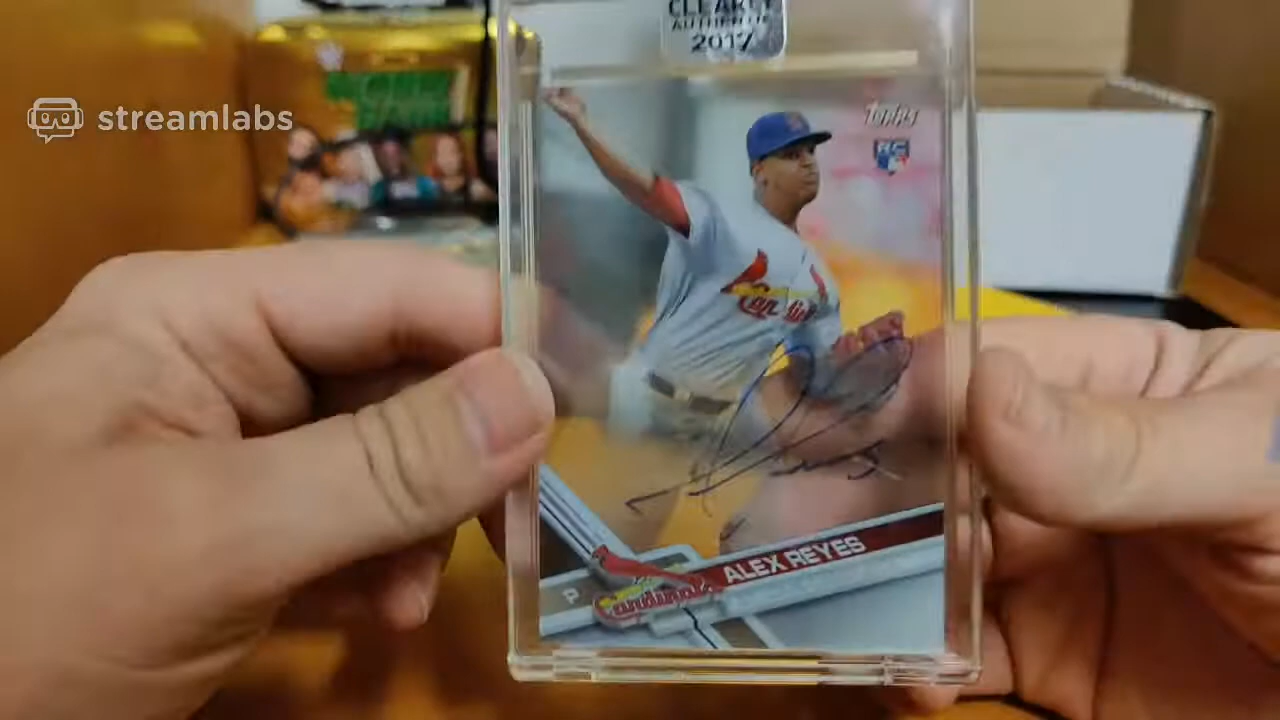 streamlabs
CLEARLY
AUTHENTIC
2017
TOPPS
RC
Cardinals
ALEX REYES
P
Cardinals